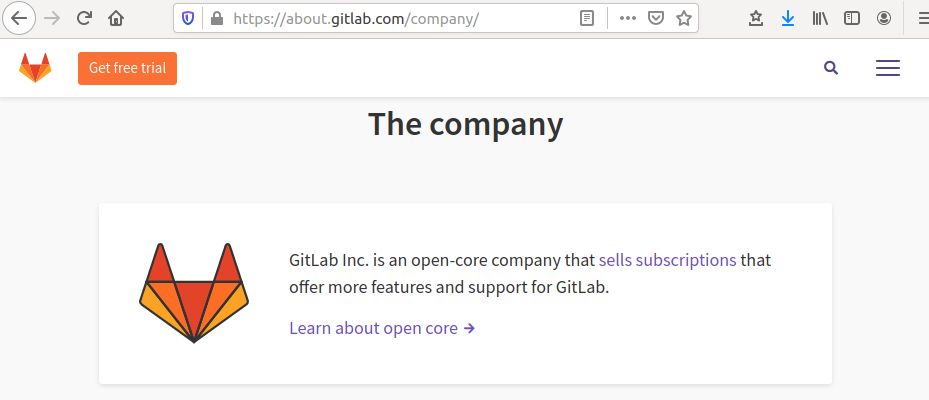 https://about.gitlab.com/company/
Get free trial
The company
GitLab Inc. is an open-core company that sells subscriptions that
offer more features and support for GitLab.
Learn about open core →